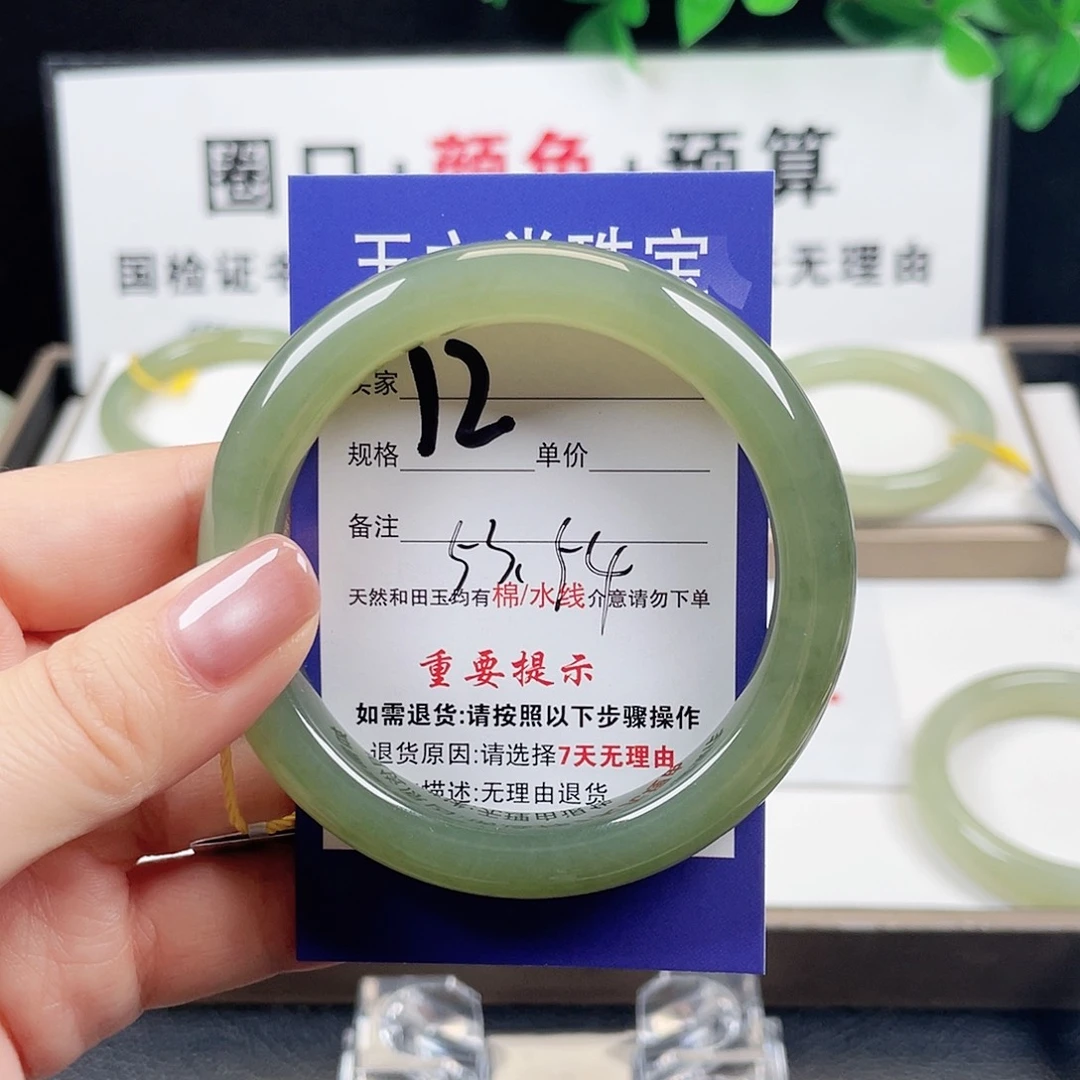 圈口+颜色+预算
国检证书
天无理由
珠宝
12
卖家
规格 单价
备注
55.54
天然和田玉均有棉/水线介意请勿下单
重要提示
如需退货:请按照以下步骤操作
退货原因:请选择7天无理由
描述:无理由退货